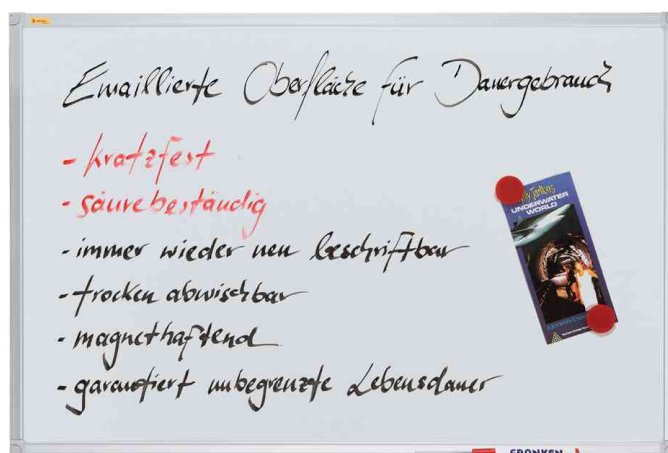 Emaillierte Oberfläche für Dauergebrauch
- kratzfest
- säurebeständig
- immer wieder neu beschriftbar
- trocken abwischbar
- magnethaftend
- garantiert unbegrenzte Lebensdauer
UNDERWATER
WORLD
FRANKEN